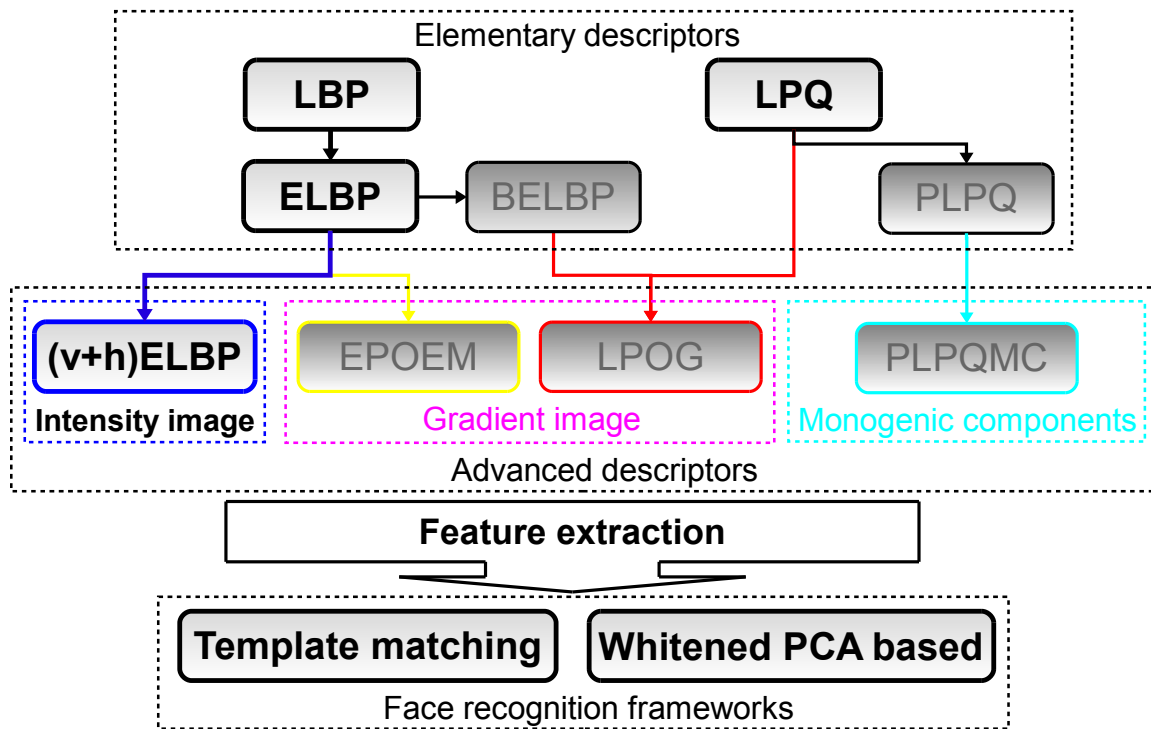 Elementary descriptors
LBP
LPQ
ELBP
BELBP
PLPQ
(v+h)ELBP
EPOEM
LPOG
PLPQMC
Intensity image
Gradient image
Monogenic components
Advanced descriptors
Feature extraction
Template matching
Whitened PCA based
Face recognition frameworks